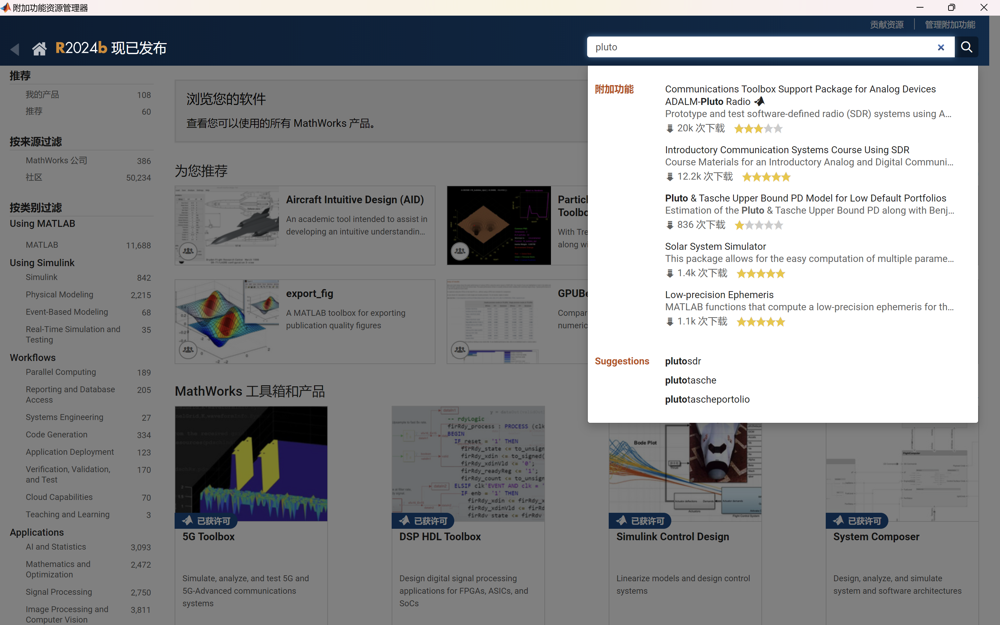 附加功能资源管理器
贡献资源
管理附加功能
R2024b 现已发布
pluto
推荐
我的产品 108
推荐 60
按来源过滤
MathWorks 公司 386
社区 50,234
按类别过滤
Using MATLAB
MATLAB 11,688
Using Simulink
Simulink 842
Physical Modeling 2,215
Event-Based Modeling 68
Real-Time Simulation and 35
Testing
Workflows
Parallel Computing 189
Reporting and Database 205
Access
Systems Engineering 27
Code Generation 334
Application Deployment 123
Verification, Validation, 170
and Test
Cloud Capabilities 70
Teaching and Learning 3
Applications
AI and Statistics 3,093
Mathematics and 2,472
Optimization
Signal Processing 2,750
Image Processing and 3,811
Computer Vision
浏览您的软件
查看您可以使用的所有 MathWorks 产品。
为您推荐
Aircraft Intuitive Design (AID)
An academic tool intended to assist in
developing an intuitive understandin...
Particl
Toolbo
With Tre
along wi
export_fig
A MATLAB toolbox for exporting
publication quality figures
GPUBe
Compar
numeric
附加功能
Communications Toolbox Support Package for Analog Devices
ADALM-Pluto Radio
Prototype and test software-defined radio (SDR) systems using A...
20k 次下载
Introductory Communication Systems Course Using SDR
Course Materials for an Introductory Analog and Digital Communi...
12.2k 次下载
Pluto & Tasche Upper Bound PD Model for Low Default Portfolios
Estimation of the Pluto & Tasche Upper Bound PD along with Benj...
836 次下载
Solar System Simulator
This package allows for the easy computation of multiple parame...
1.4k 次下载
Low-precision Ephemeris
MATLAB functions that compute a low-precision ephemeris for th...
1.1k 次下载
Suggestions
plutosdr
plutotasche
plutotascheportolio
MathWorks 工具箱和产品
已获许可
5G Toolbox
Simulate, analyze, and test 5G and
5G-Advanced communications
systems
dataIn1
y = dataOut(validOut)
-- rdyLogic
firRdy_process : PROCESS (clk
BEGIN
IF reset = '1' THEN
firRdy_state <= to_unsign
firRdy_xdin <= to_signed(
firRdy_xdinVld <= '0';
firRdy_readyReg <= '1';
firRdy_count <= to_unsign
dataIn2
ELSIF clk'EVENT AND clk = '
IF enb = '1' THEN
firRdy_xdin <= firRdy_x
firRdy_xdinVld <= firRd
firRdy state <= firRdv
已获许可
DSP HDL Toolbox
Design digital signal processing
applications for FPGAs, ASICs, and
SoCs
Bode Plot
Actuator deflections
Demands
Actuator demands
Actuators
Flight Control System
已获许可
Simulink Control Design
Linearize models and design control
systems
FlightComputer
已获许可
System Composer
Design, analyze, and simulate
system and software architectures